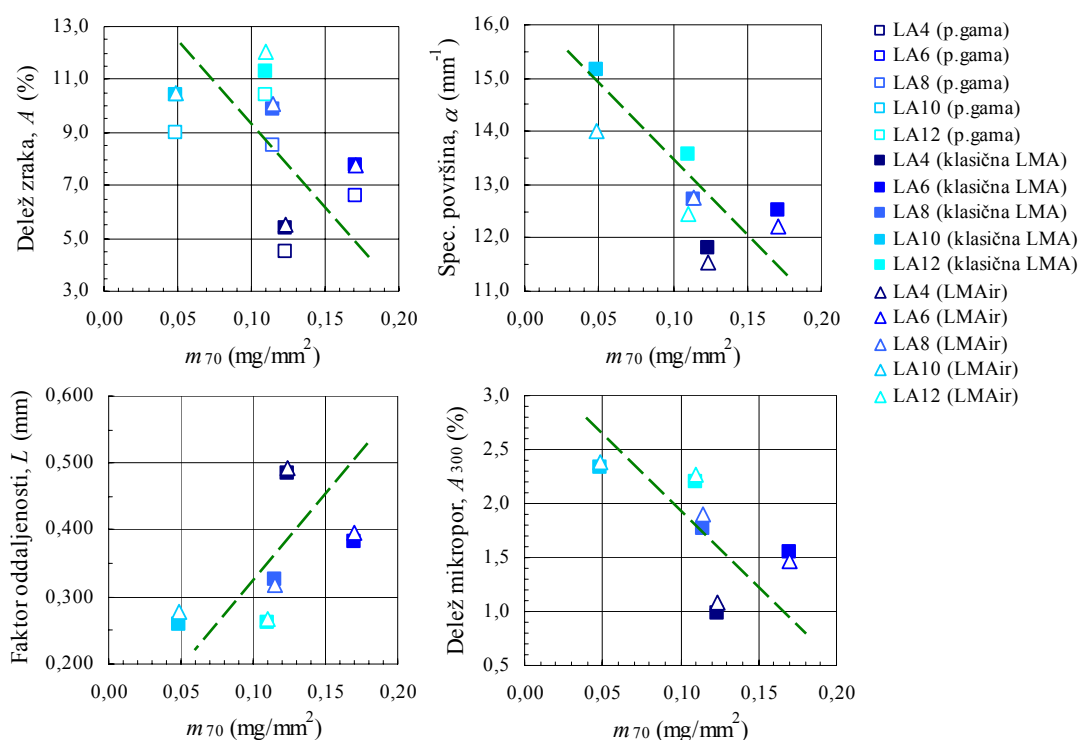 13,0
11,0
9,0
7,0
5,0
3,0
Delež zraka, A (%)
0,00 0,05 0,10 0,15 0,20
m70 (mg/mm²)
16,0
15,0
14,0
13,0
12,0
11,0
Spec. površina, α (mm⁻¹)
0,00 0,05 0,10 0,15 0,20
m70 (mg/mm²)
LA4 (p.gama)
LA6 (p.gama)
LA8 (p.gama)
LA10 (p.gama)
LA12 (p.gama)
LA4 (klasična LMA)
LA6 (klasična LMA)
LA8 (klasična LMA)
LA10 (klasična LMA)
LA12 (klasična LMA)
LA4 (LMAir)
LA6 (LMAir)
LA8 (LMAir)
LA10 (LMAir)
LA12 (LMAir)
0,600
0,500
0,400
0,300
0,200
Faktor oddaljenosti, L (mm)
0,00 0,05 0,10 0,15 0,20
m70 (mg/mm²)
3,0
2,5
2,0
1,5
1,0
0,5
Delež mikropor, A300 (%)
0,00 0,05 0,10 0,15 0,20
m70 (mg/mm²)